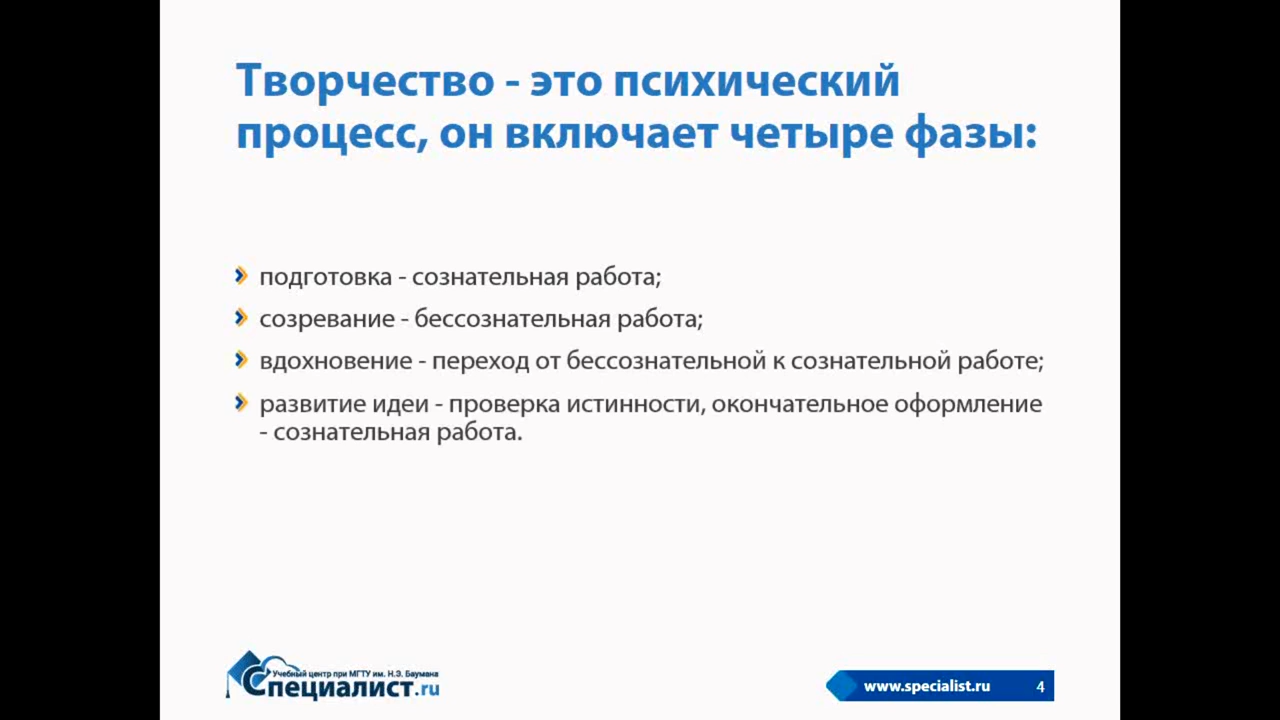 Творчество - это психический
процесс, он включает четыре фазы:
подготовка - сознательная работа;
созревание - бессознательная работа;
вдохновение - переход от бессознательной к сознательной работе;
развитие идеи - проверка истинности, окончательное оформление
- сознательная работа.
Учебный центр при МГТУ им. Н.Э. Баумана
Специалист.ru
www.specialist.ru 4